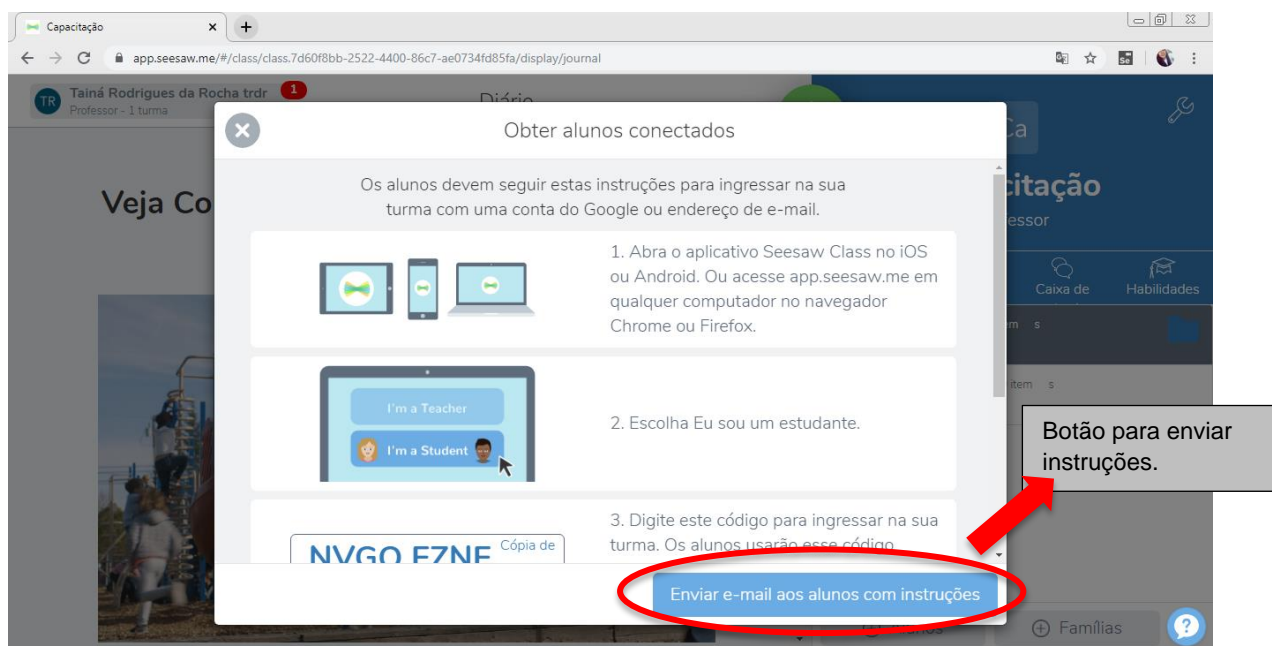 Capacitação
app.seesaw.me/#/class/class.7d60f8bb-2522-4400-86c7-ae0734fd85fa/display/journal
TR
Tainá Rodrigues da Rocha trdr
1
Professor - 1 turma
Diário
Ca
citação
essor
Veja Co
Caixa de
Habilidades
em s
item s
Obter alunos conectados
Os alunos devem seguir estas instruções para ingressar na sua
turma com uma conta do Google ou endereço de e-mail.
1. Abra o aplicativo Seesaw Class no iOS
ou Android. Ou acesse app.seesaw.me em
qualquer computador no navegador
Chrome ou Firefox.
I'm a Teacher
I'm a Student
2. Escolha Eu sou um estudante.
3. Digite este código para ingressar na sua
turma. Os alunos usarão esse código
Cópia de
Enviar e-mail aos alunos com instruções
Botão para enviar
instruções.
Famílias
?